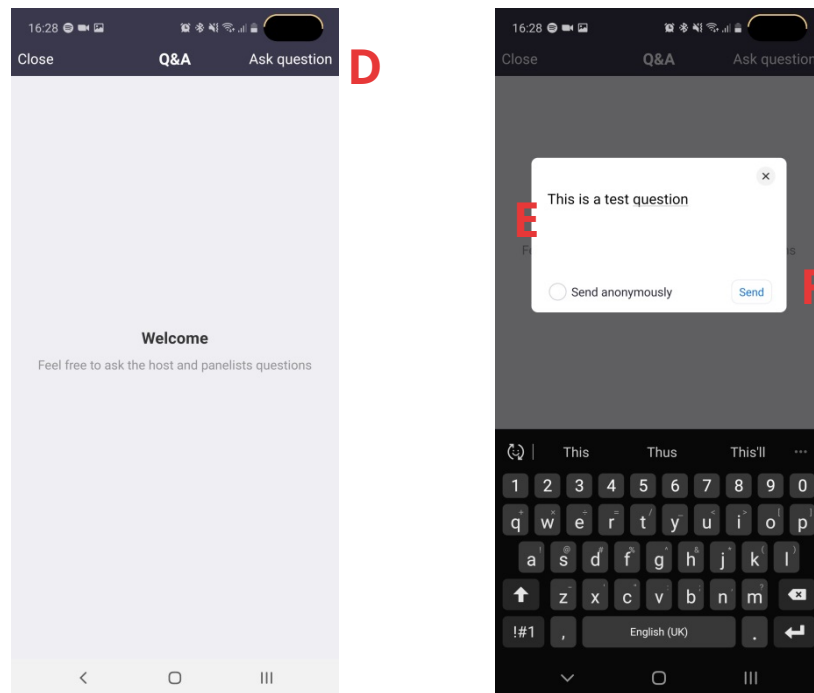 16:28
Close Q&A Ask question
D
Welcome
Feel free to ask the host and panelists questions
16:28
Close Q&A Ask question
This is a test question
E
Send anonymously Send
This Thus This'll
1 2 3 4 5 6 7 8 9 0
q w e r t y u i o p
a s d f g h j k l
z x c v b n m
!#1 , English (UK) .